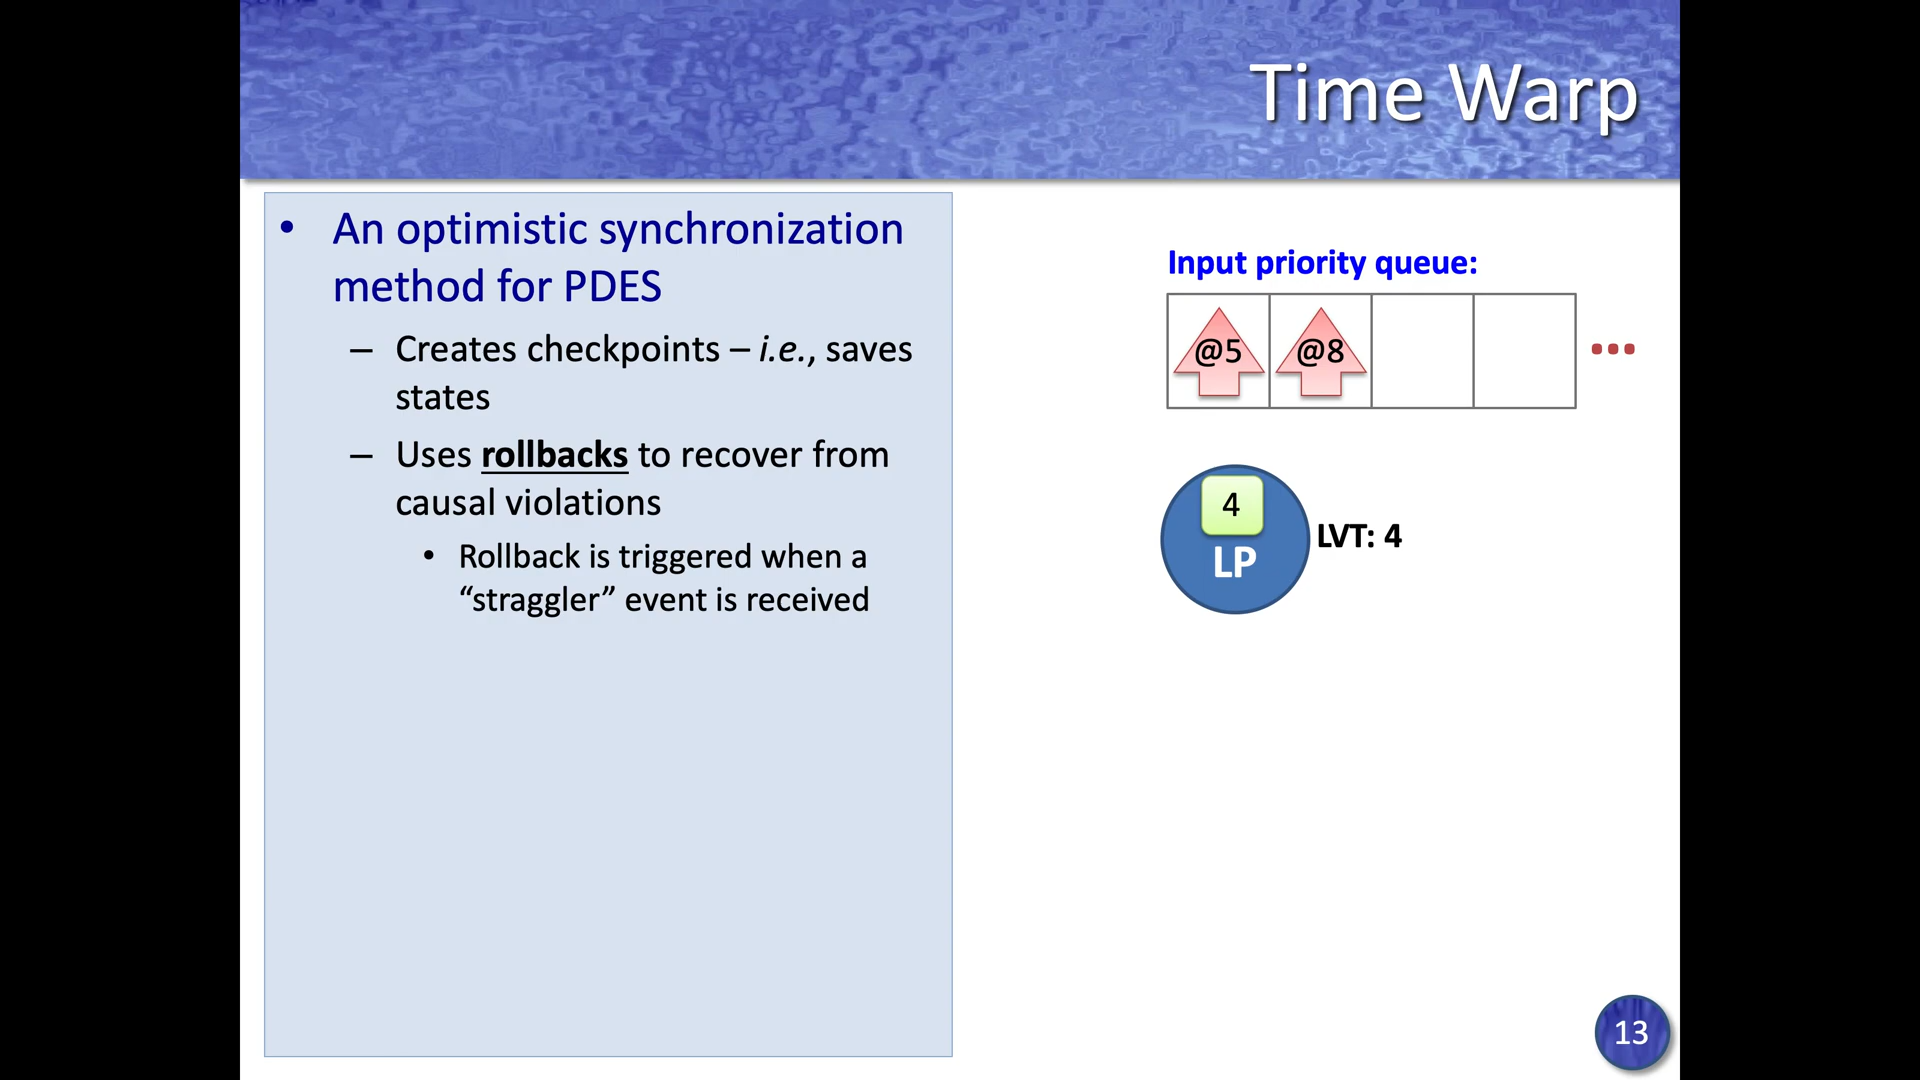 Time Warp
• An optimistic synchronization
method for PDES
– Creates checkpoints – i.e., saves
states
– Uses rollbacks to recover from
causal violations
• Rollback is triggered when a
“straggler” event is received
Input priority queue:
@5 @8 ...
4
LP
LVT: 4
13